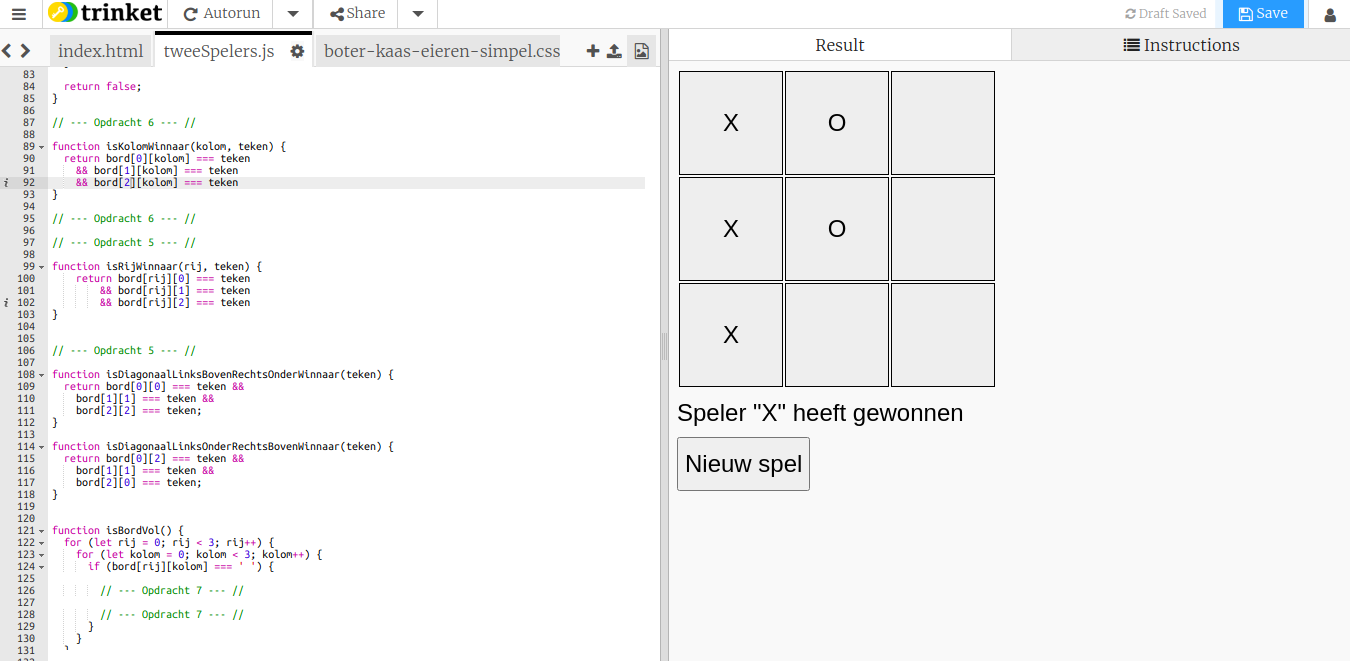 trinket Autorun Share Draft Saved Save
index.html tweeSpelers.js boter-kaas-eieren-simpel.css
83
84 return false;
85 }
86
87 // --- Opdracht 6 --- //
88
89 function isKolomWinnaar(kolom, teken) {
90 return bord[0][kolom] === teken
91 && bord[1][kolom] === teken
i 92 && bord[2][kolom] === teken
93 }
94
95 // --- Opdracht 6 --- //
96
97 // --- Opdracht 5 --- //
98
99 function isRijWinnaar(rij, teken) {
100 return bord[rij][0] === teken
101 && bord[rij][1] === teken
i 102 && bord[rij][2] === teken
103 }
104
105
106 // --- Opdracht 5 --- //
107
108 function isDiagonaalLinksBovenRechtsOnderWinnaar(teken) {
109 return bord[0][0] === teken &&
110 bord[1][1] === teken &&
111 bord[2][2] === teken;
112 }
113
114 function isDiagonaalLinksOnderRechtsBovenWinnaar(teken) {
115 return bord[0][2] === teken &&
116 bord[1][1] === teken &&
117 bord[2][0] === teken;
118 }
119
120
121 function isBordVol() {
122 for (let rij = 0; rij < 3; rij++) {
123 for (let kolom = 0; kolom < 3; kolom++) {
124 if (bord[rij][kolom] === ' ') {
125
126 // --- Opdracht 7 --- //
127
128 // --- Opdracht 7 --- //
129 }
130 }
131
Result Instructions
X O
X O
X
Speler "X" heeft gewonnen
Nieuw spel